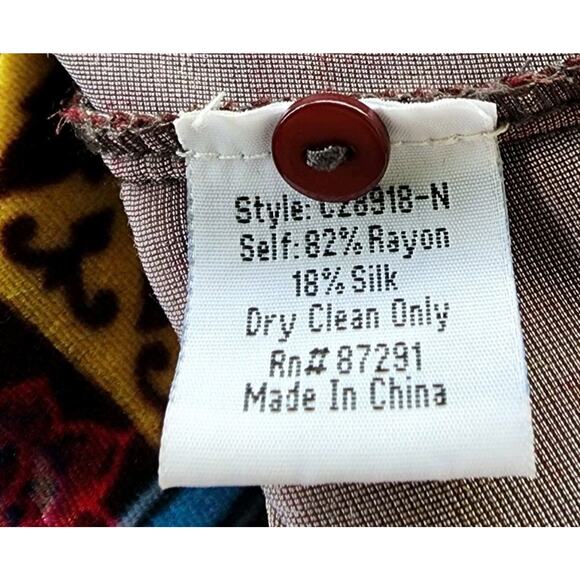 Style: C28918-N
Self: 82% Rayon
18% Silk
Dry Clean Only
Rn# 87291
Made In China